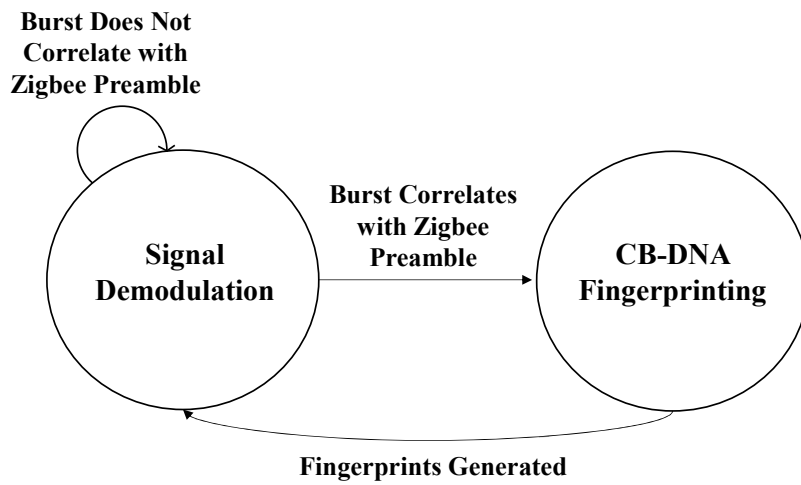 Burst Does Not
Correlate with
Zigbee Preamble
Burst Correlates
with Zigbee
Preamble
Signal
Demodulation
CB-DNA
Fingerprinting
Fingerprints Generated